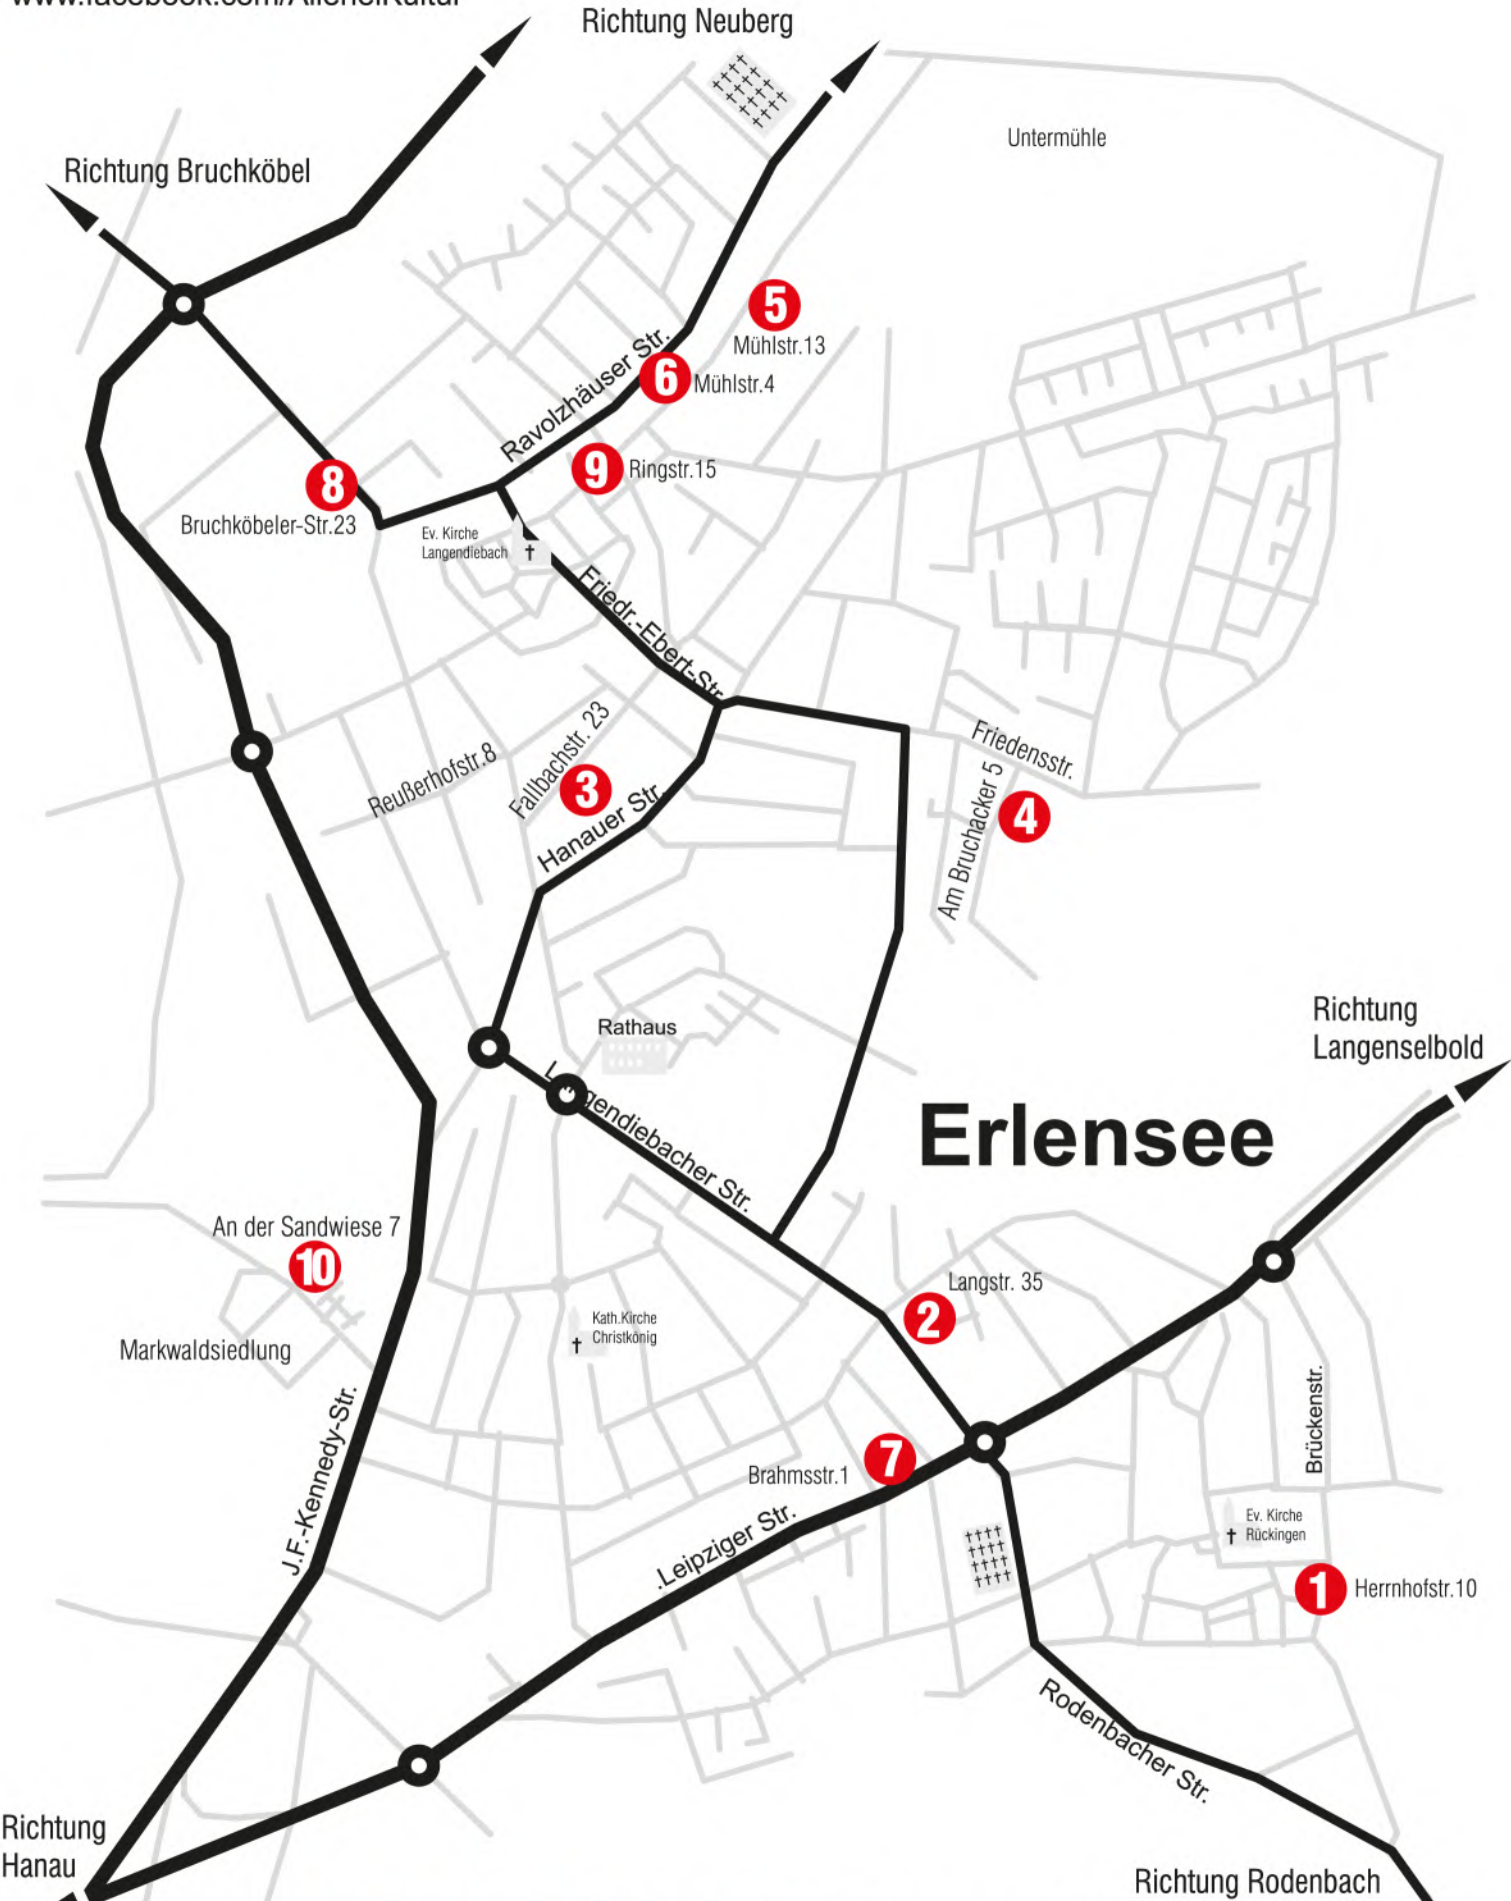 www.facebook.com/AllerleiKultur
Richtung Neuberg
Untermühle
Richtung Bruchköbel
5
Mühlstr.13
Ravolzhäuser Str.
6
Mühlstr.4
9
Ringstr.15
8
Bruchköbeler-Str.23
Ev. Kirche
Langendiebach
Friedr.-Ebert-Str.
Reußerhofstr.8
Fallbachstr. 23
3
Hanauer Str.
Friedensstr.
Am Bruchacker 5
4
Richtung
Langenselbold
Rathaus
Langendiebacher Str.
Erlensee
An der Sandwiese 7
10
Markwaldsiedlung
Kath.Kirche
Christkönig
Langstr. 35
2
Brückenstr.
J.F.-Kennedy-Str.
7
Brahmsstr.1
.Leipziger Str.
Ev. Kirche
Rückingen
1
Herrnhofstr.10
Rodenbacher Str.
Richtung
Hanau
Richtung Rodenbach